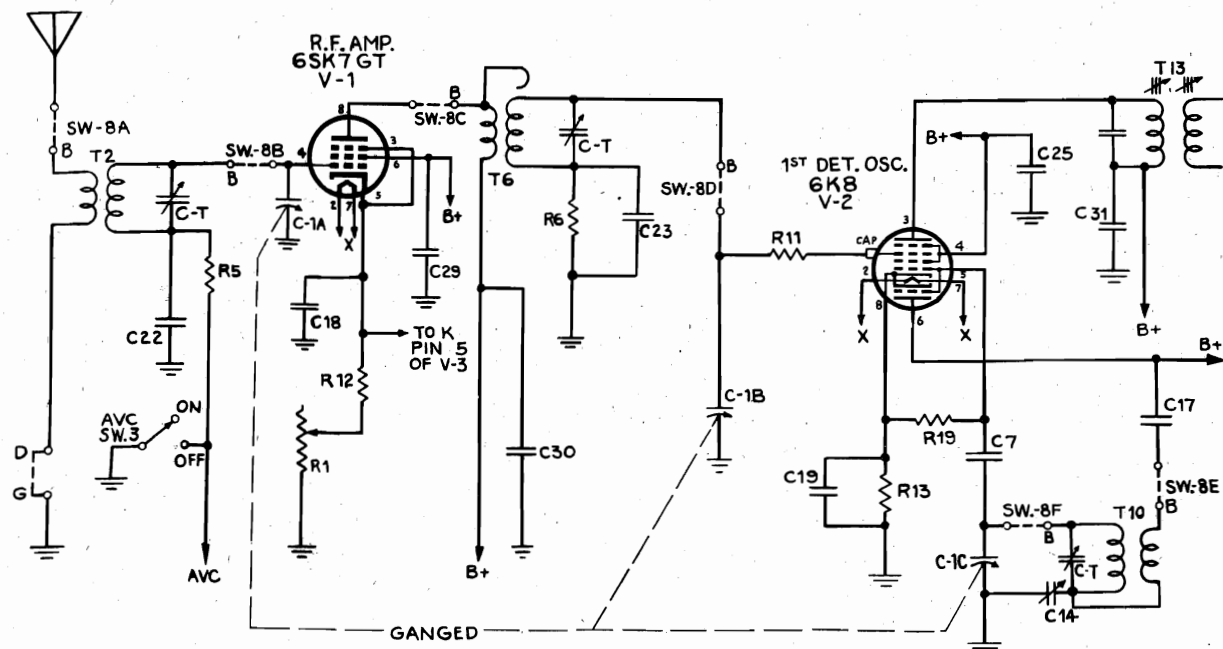 R.F. AMP.
6SK7 GT
V-1
SW-8A
B
T2
C-T
B
SW.-8B
C-1A
4
8
3
6
5
2
7
X
B+
B
SW.-8C
T6
C-T
R6
C23
B
SW.-8D
1ST DET. OSC.
6K8
V-2
R11
CAP
3
4
2
5
7
8
6
X
X
B+
C25
T13
C31
B+
B+
R5
C22
C18
C29
TO K
PIN 5
OF V-3
R12
R1
AVC
SW.3
ON
OFF
D
G
AVC
C30
B+
C-1B
R19
C7
C19
R13
C17
SW.-8E
B
SW.-8F
B
T10
C-1C
C-T
C14
GANGED